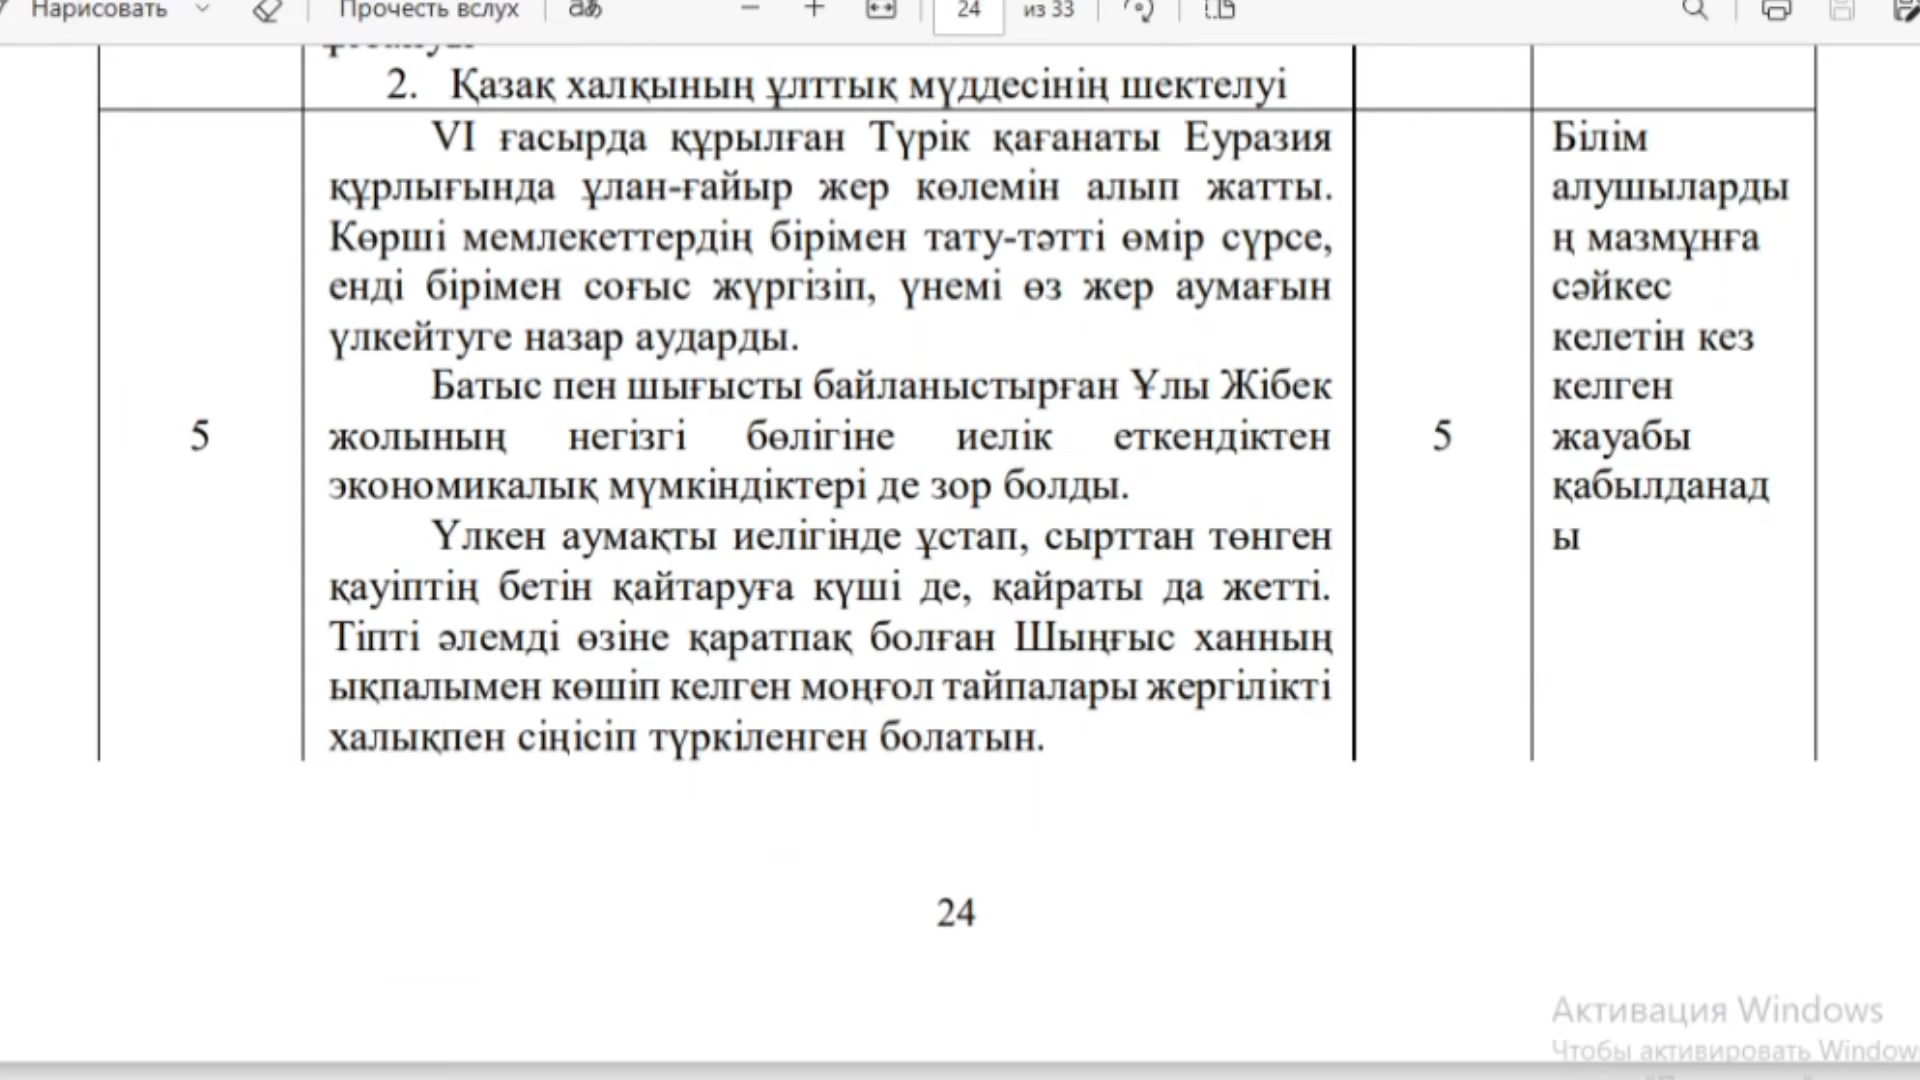 Нарисовать
Прочесть вслух
аあ
24
из 33
2. Қазақ халқының ұлттық мүддесінің шектелуі
VI ғасырда құрылған Түрік қағанаты Еуразия
құрлығында ұлан-ғайыр жер көлемін алып жатты.
Көрші мемлекеттердің бірімен тату-тәтті өмір сүрсе,
енді бірімен соғыс жүргізіп, үнемі өз жер аумағын
үлкейтуге назар аударды.
Батыс пен шығысты байланыстырған Ұлы Жібек
5
жолының негізгі бөлігіне иелік еткендіктен
экономикалық мүмкіндіктері де зор болды.
Үлкен аумақты иелігінде ұстап, сырттан төнген
қауіптің бетін қайтаруға күші де, қайраты да жетті.
Тіпті әлемді өзіне қаратпақ болған Шыңғыс ханның
ықпалымен көшіп келген моңғол тайпалары жергілікті
халықпен сіңісіп түркіленген болатын.
5
Білім
алушыларды
ң мазмұнға
сәйкес
келетін кез
келген
жауабы
қабылданад
ы
24
Активация Windows
Чтобы активировать Window